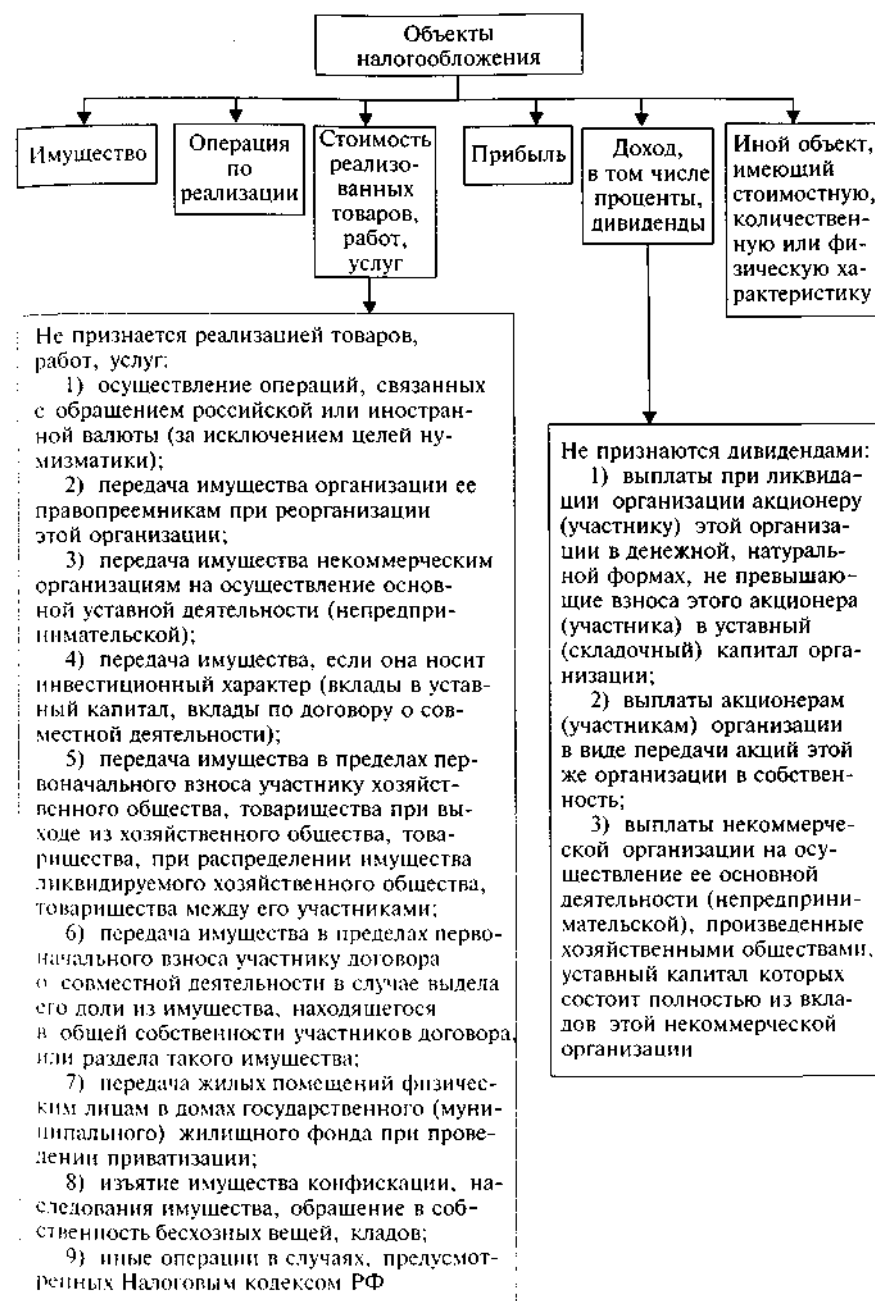 Объекты
налогообложения
Имущество
Операция
по
реализации
Стоимость
реализо-
ванных
товаров,
работ,
услуг
Прибыль
Доход,
в том числе
проценты,
дивиденды
Иной объект,
имеющий
стоимостную,
количествен-
ную или фи-
зическую ха-
рактеристику
Не признается реализацией товаров,
работ, услуг:
1) осуществление операций, связанных
с обращением российской или иностран-
ной валюты (за исключением целей ну-
мизматики);
2) передача имущества организации ее
правопреемникам при реорганизации
этой организации;
3) передача имущества некоммерческим
организациям на осуществление основ-
ной уставной деятельности (непредпри-
нимательской);
4) передача имущества, если она носит
инвестиционный характер (вклады в устав-
ный капитал, вклады по договору о сов-
местной деятельности);
5) передача имущества в пределах пер-
воначального взноса участнику хозяйст-
венного общества, товарищества при вы-
ходе из хозяйственного общества, това-
рищества, при распределении имущества
ликвидируемого хозяйственного общества,
товарищества между его участниками;
6) передача имущества в пределах перво-
начального взноса участнику договора
о совместной деятельности в случае выдела
его доли из имущества, находящегося
в общей собственности участников договора,
или раздела такого имущества;
7) передача жилых помещений физичес-
ким лицам в домах государственного (муни-
ципального) жилищного фонда при прове-
дении приватизации;
8) изъятие имущества конфискации, на-
следования имущества, обращение в соб-
ственность бесхозных вещей, кладов;
9) иные операции в случаях, предусмот-
ренных Налоговым кодексом РФ
Не признаются дивидендами:
1) выплаты при ликвида-
ции организации акционеру
(участнику) этой организа-
ции в денежной, натураль-
ной формах, не превышаю-
щие взноса этого акционера
(участника) в уставный
(складочный) капитал орга-
низации;
2) выплаты акционерам
(участникам) организации
в виде передачи акций этой
же организации в собствен-
ность;
3) выплаты некоммерче-
ской организации на осу-
ществление ее основной
деятельности (непредприни-
мательской), произведенные
хозяйственными обществами,
уставный капитал которых
состоит полностью из вкла-
дов этой некоммерческой
организации